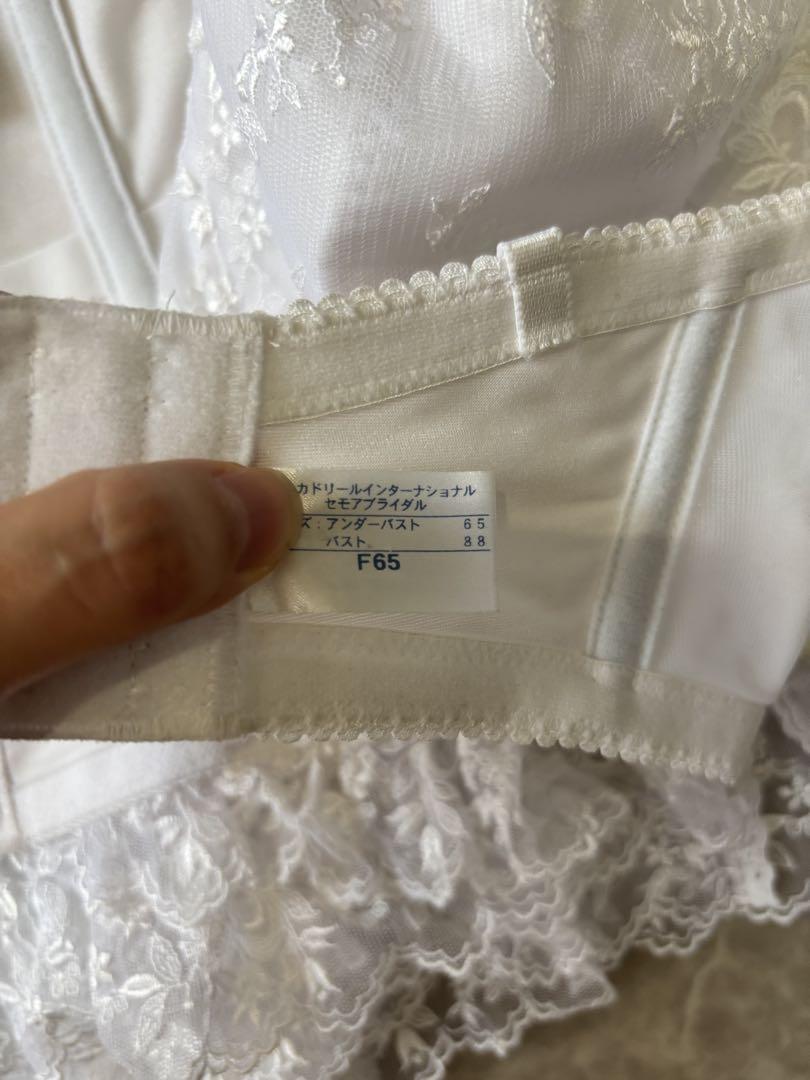 カドリールインターナショナル
セモアブライダル
ズ：アンダーバスト 65
バスト 88
F65